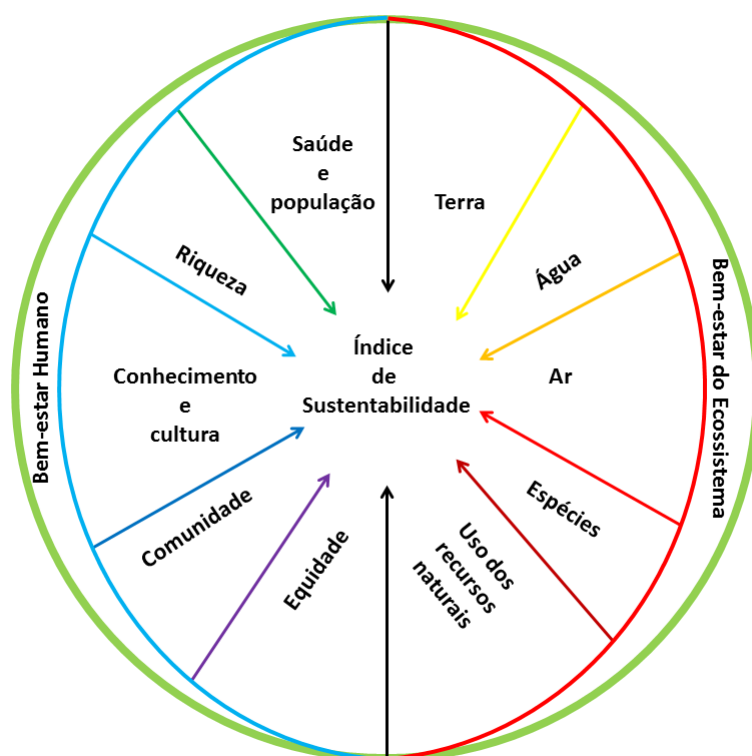 Saúde
e
população
Terra
Riqueza
Água
Bem-estar Humano
Bem-estar do Ecossistema
Índice
de
Sustentabilidade
Conhecimento
e
cultura
Ar
Comunidade
Espécies
Equidade
Uso dos
recursos
naturais